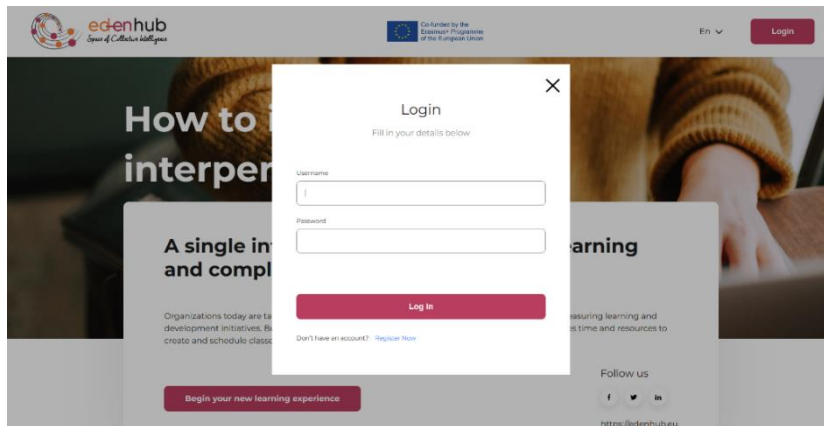 edenhub
Space of Collective Intelligence
Co-funded by the
Erasmus+ Programme
of the European Union
En
Login
Login
Fill in your details below
How to i
interper
Username
Password
A single in
earning
and compl
Organizations today are ta
easuring learning and
development initiatives. B
s time and resources to
create and schedule classr
Log In
Don't have an account? Register Now
Follow us
Begin your new learning experience
f
in
https://edenhub.eu